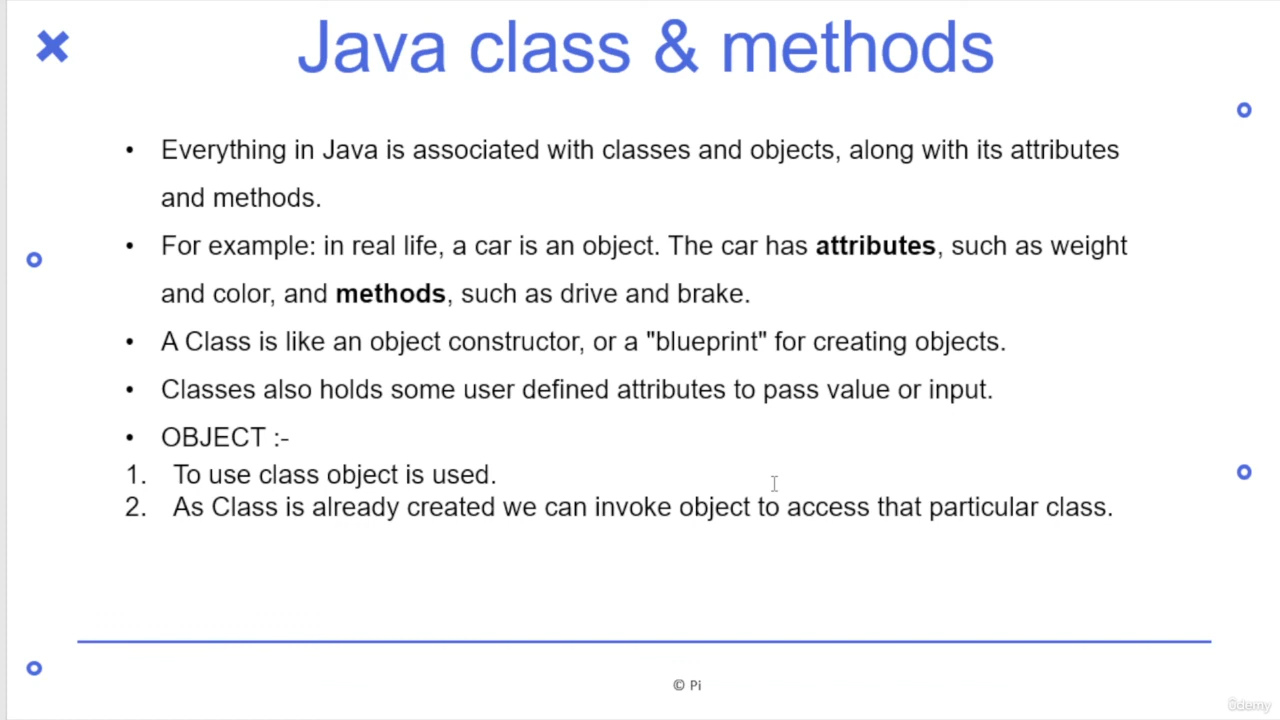 Java class & methods
• Everything in Java is associated with classes and objects, along with its attributes
and methods.
• For example: in real life, a car is an object. The car has attributes, such as weight
and color, and methods, such as drive and brake.
• A Class is like an object constructor, or a "blueprint" for creating objects.
• Classes also holds some user defined attributes to pass value or input.
• OBJECT :-
1. To use class object is used.
2. As Class is already created we can invoke object to access that particular class.
© Pi
ûdemy